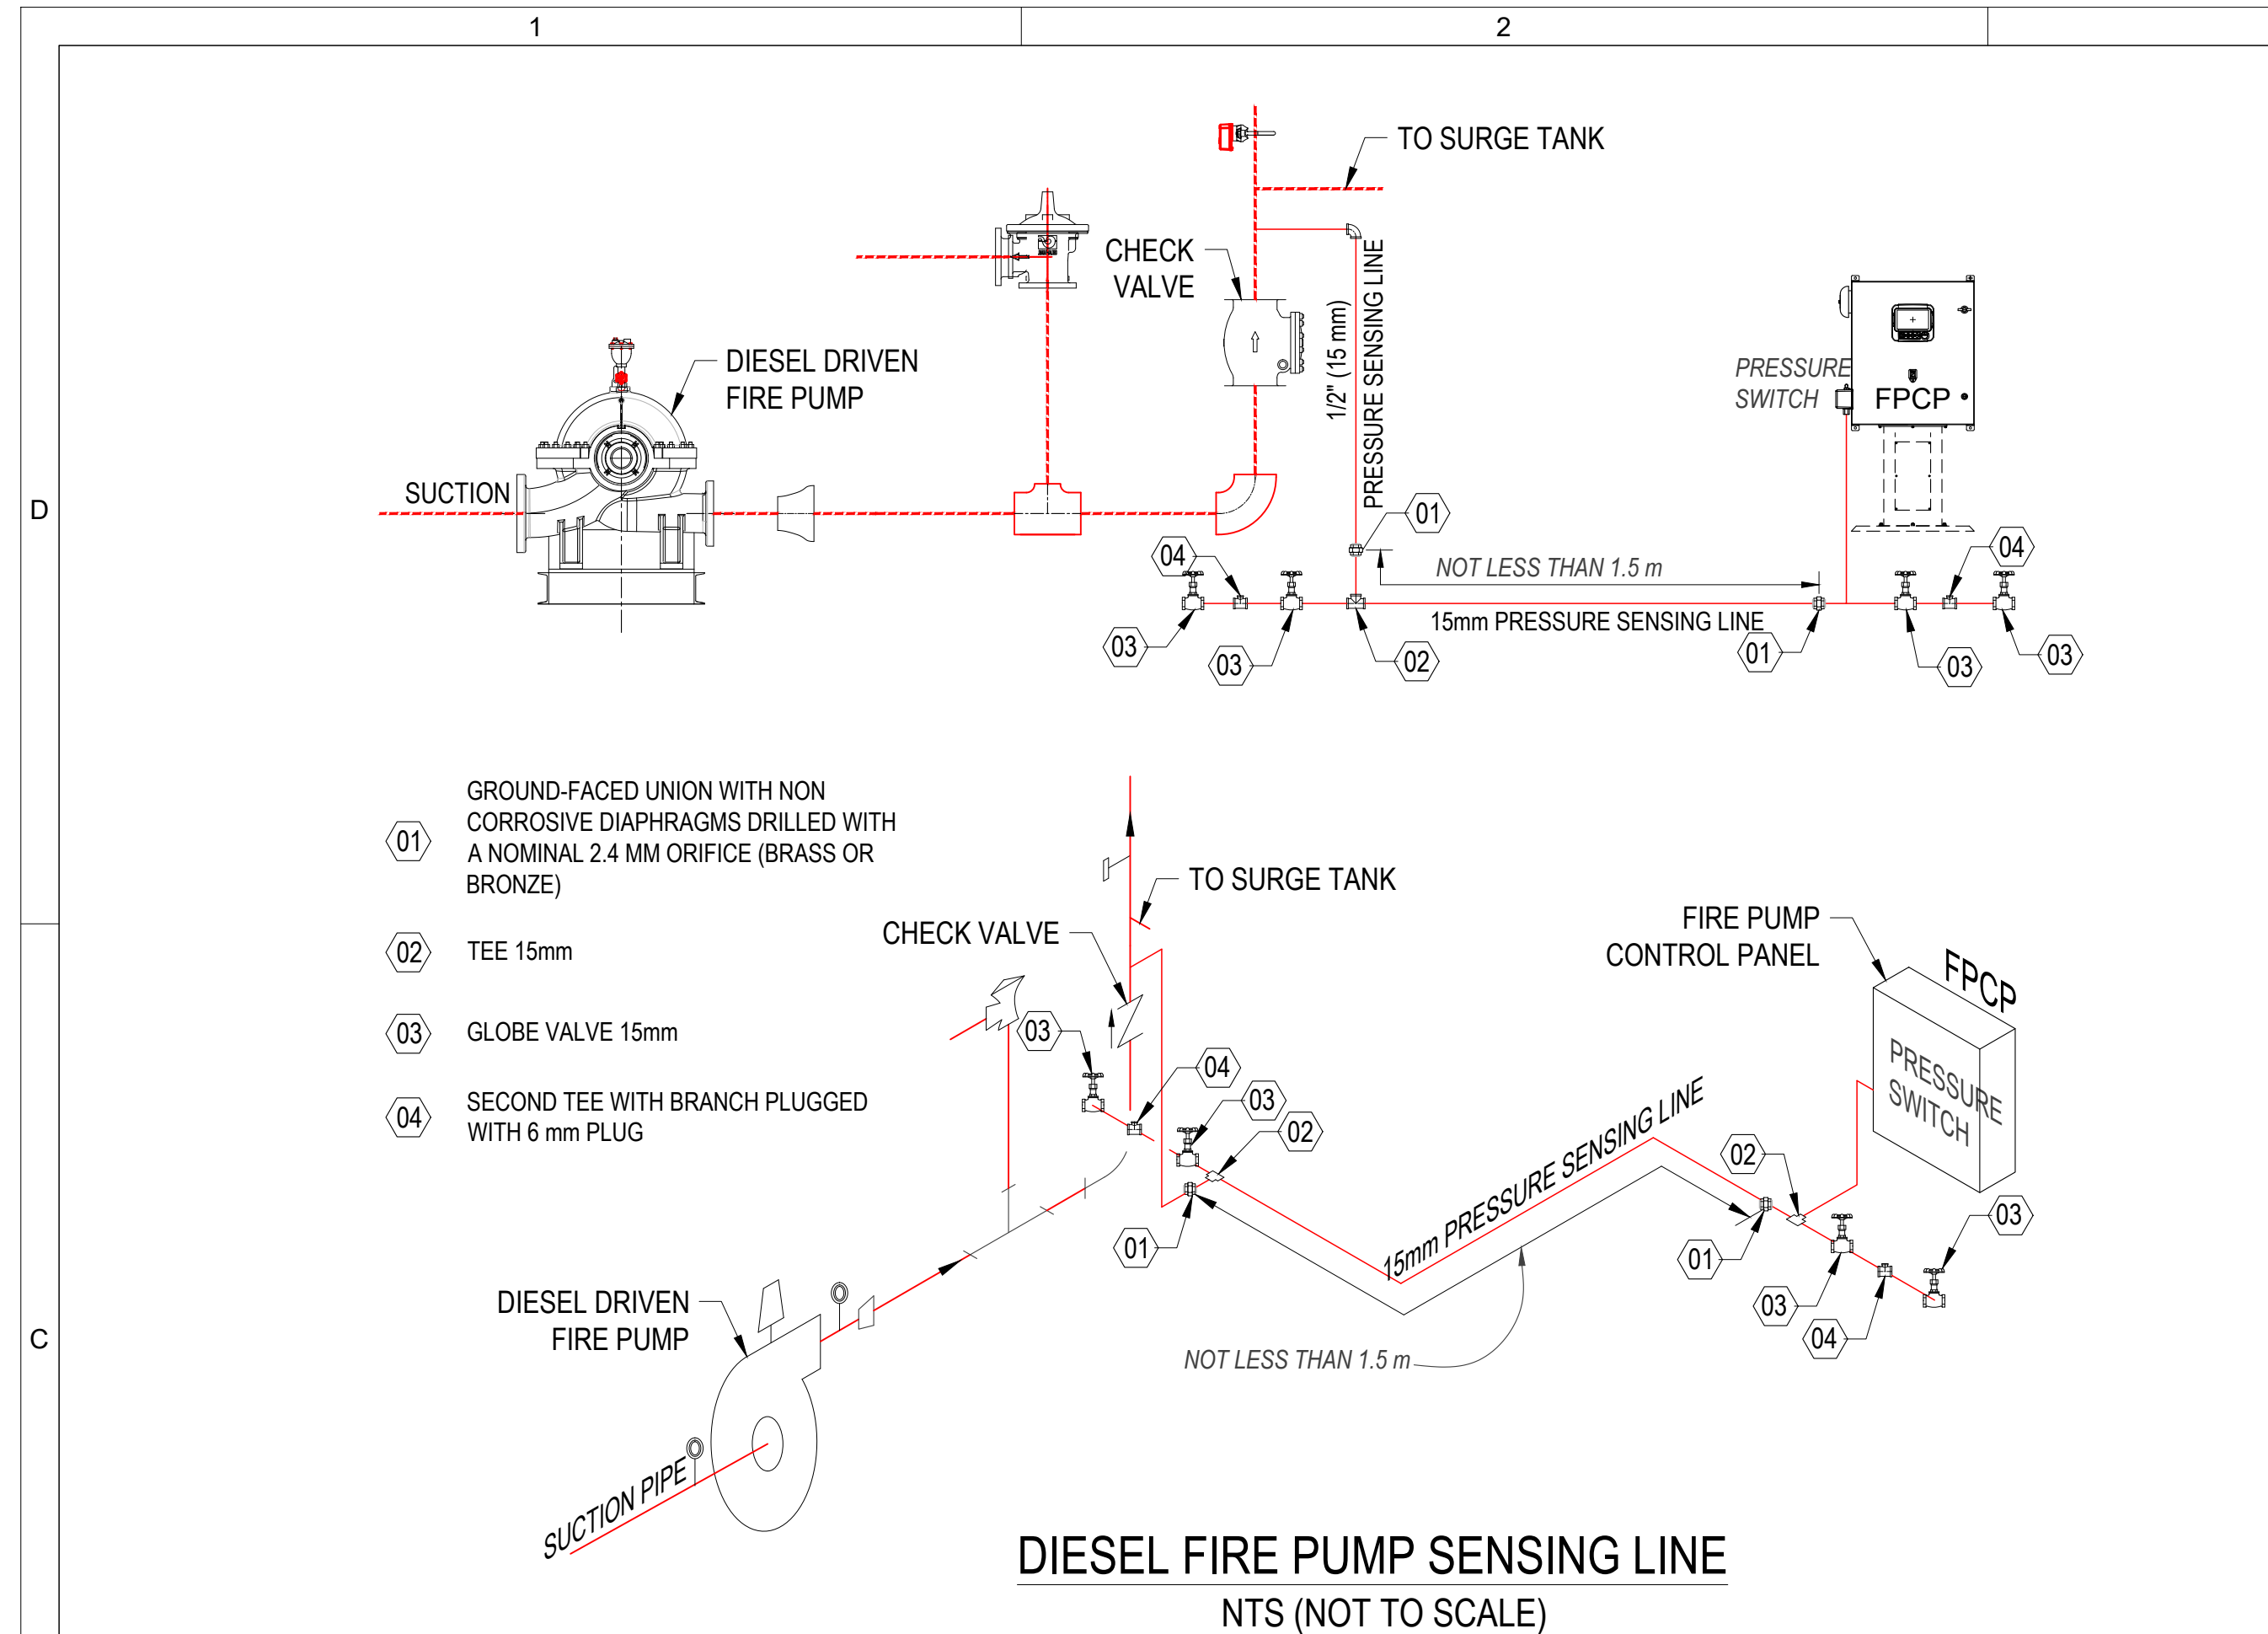 1
2
D
C
TO SURGE TANK
CHECK
VALVE
1/2" (15 mm)
PRESSURE SENSING LINE
DIESEL DRIVEN
FIRE PUMP
SUCTION
PRESSURE
SWITCH
FPCP
01
04
NOT LESS THAN 1.5 m
04
15mm PRESSURE SENSING LINE
03
03
02
01
03
03
01
GROUND-FACED UNION WITH NON
CORROSIVE DIAPHRAGMS DRILLED WITH
A NOMINAL 2.4 MM ORIFICE (BRASS OR
BRONZE)
02
TEE 15mm
03
GLOBE VALVE 15mm
04
SECOND TEE WITH BRANCH PLUGGED
WITH 6 mm PLUG
TO SURGE TANK
CHECK VALVE
FIRE PUMP
CONTROL PANEL
FPCP
PRESSURE
SWITCH
03
04
03
02
15mm PRESSURE SENSING LINE
02
01
01
03
03
04
NOT LESS THAN 1.5 m
DIESEL DRIVEN
FIRE PUMP
SUCTION PIPE
DIESEL FIRE PUMP SENSING LINE
NTS (NOT TO SCALE)